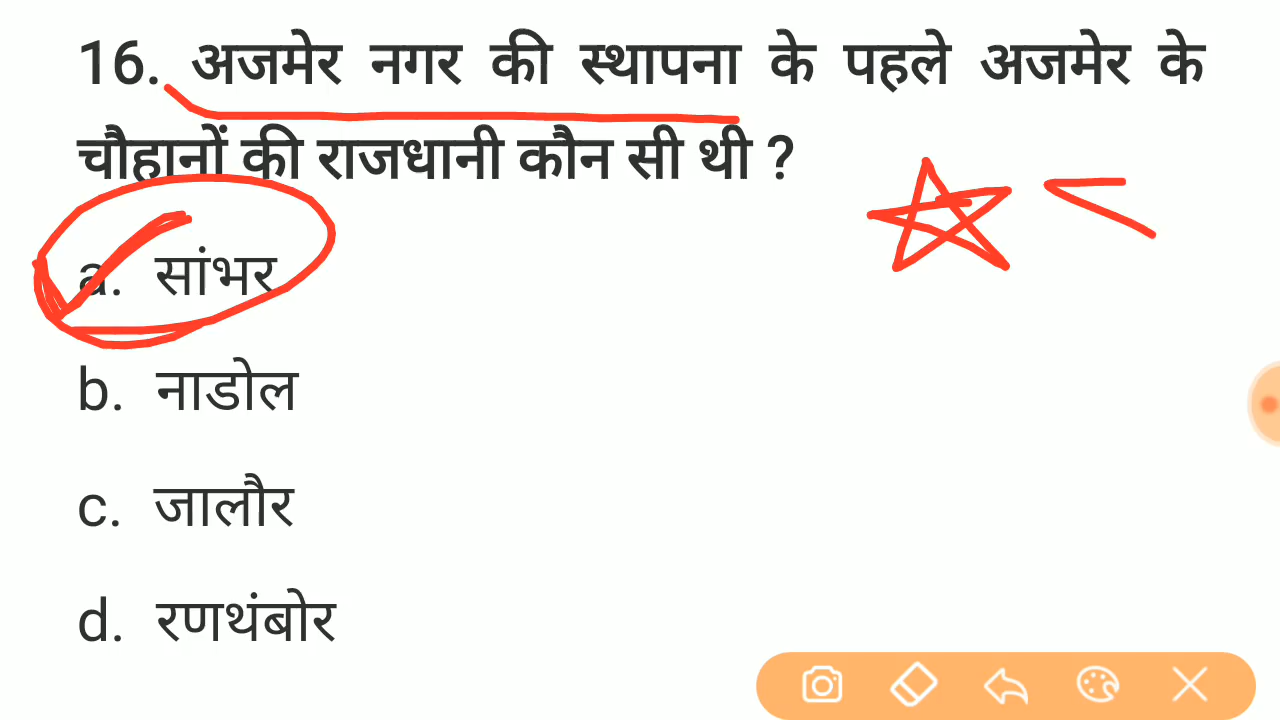 16. अजमेर नगर की स्थापना के पहले अजमेर के
चौहानों की राजधानी कौन सी थी ?
a. सांभर
b. नाडोल
c. जालौर
d. रणथंबोर